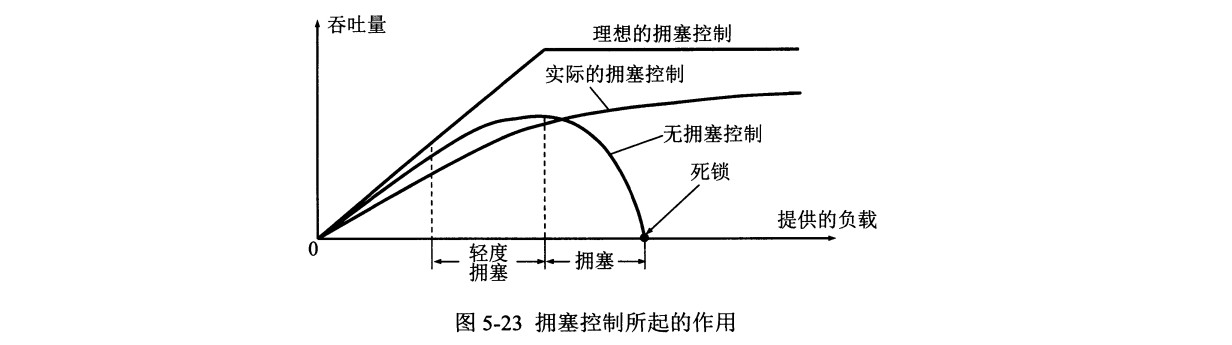 吞吐量
理想的拥塞控制
实际的拥塞控制
无拥塞控制
死锁
提供的负载
0
轻度
拥塞
拥塞
图 5-23 拥塞控制所起的作用